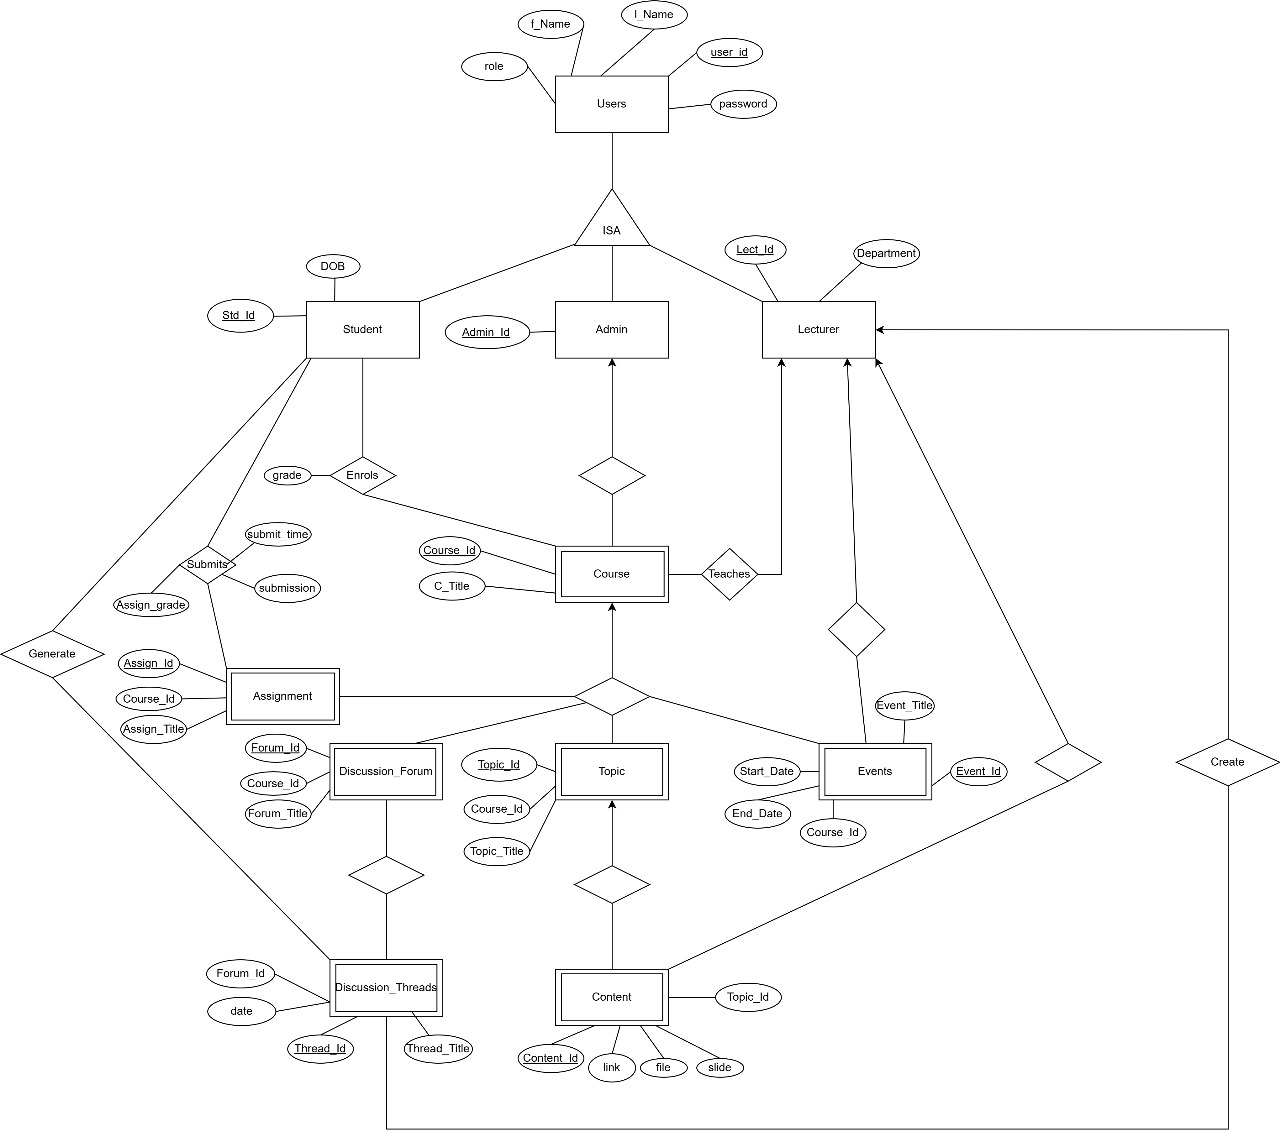 l_Name
f_Name
user_id
role
Users
password
ISA
Lect_Id
Department
DOB
Std_Id
Student
Admin_Id
Admin
Lecturer
grade
Enrols
submit_time
Course_Id
Course
Teaches
Submits
C_Title
submission
Assign_grade
Generate
Assign_Id
Course_Id
Assignment
Assign_Title
Event_Title
Forum_Id
Course_Id
Forum_Title
Discussion_Forum
Topic_Id
Course_Id
Topic_Title
Topic
Start_Date
End_Date
Course_Id
Events
Event_Id
Create
Forum_Id
date
Discussion_Threads
Thread_Id
Thread_Title
Content
Topic_Id
Content_Id
link
file
slide